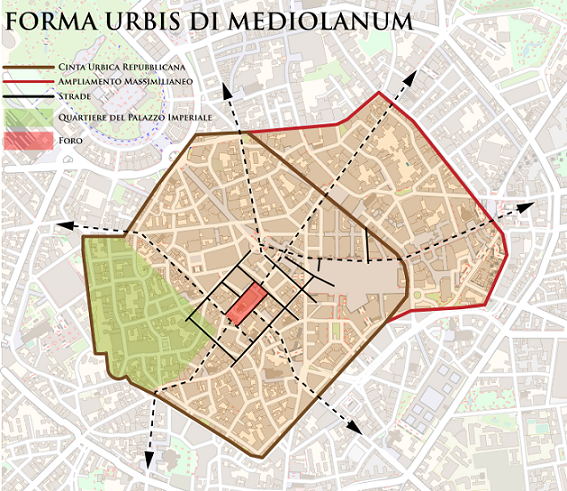 FORMA URBIS DI MEDIOLANUM
CINTA URBICA REPUBBLICANA
AMPLIAMENTO MASSIMILIANEO
STRADE
QUARTIERE DEL PALAZZO IMPERIALE
FORO